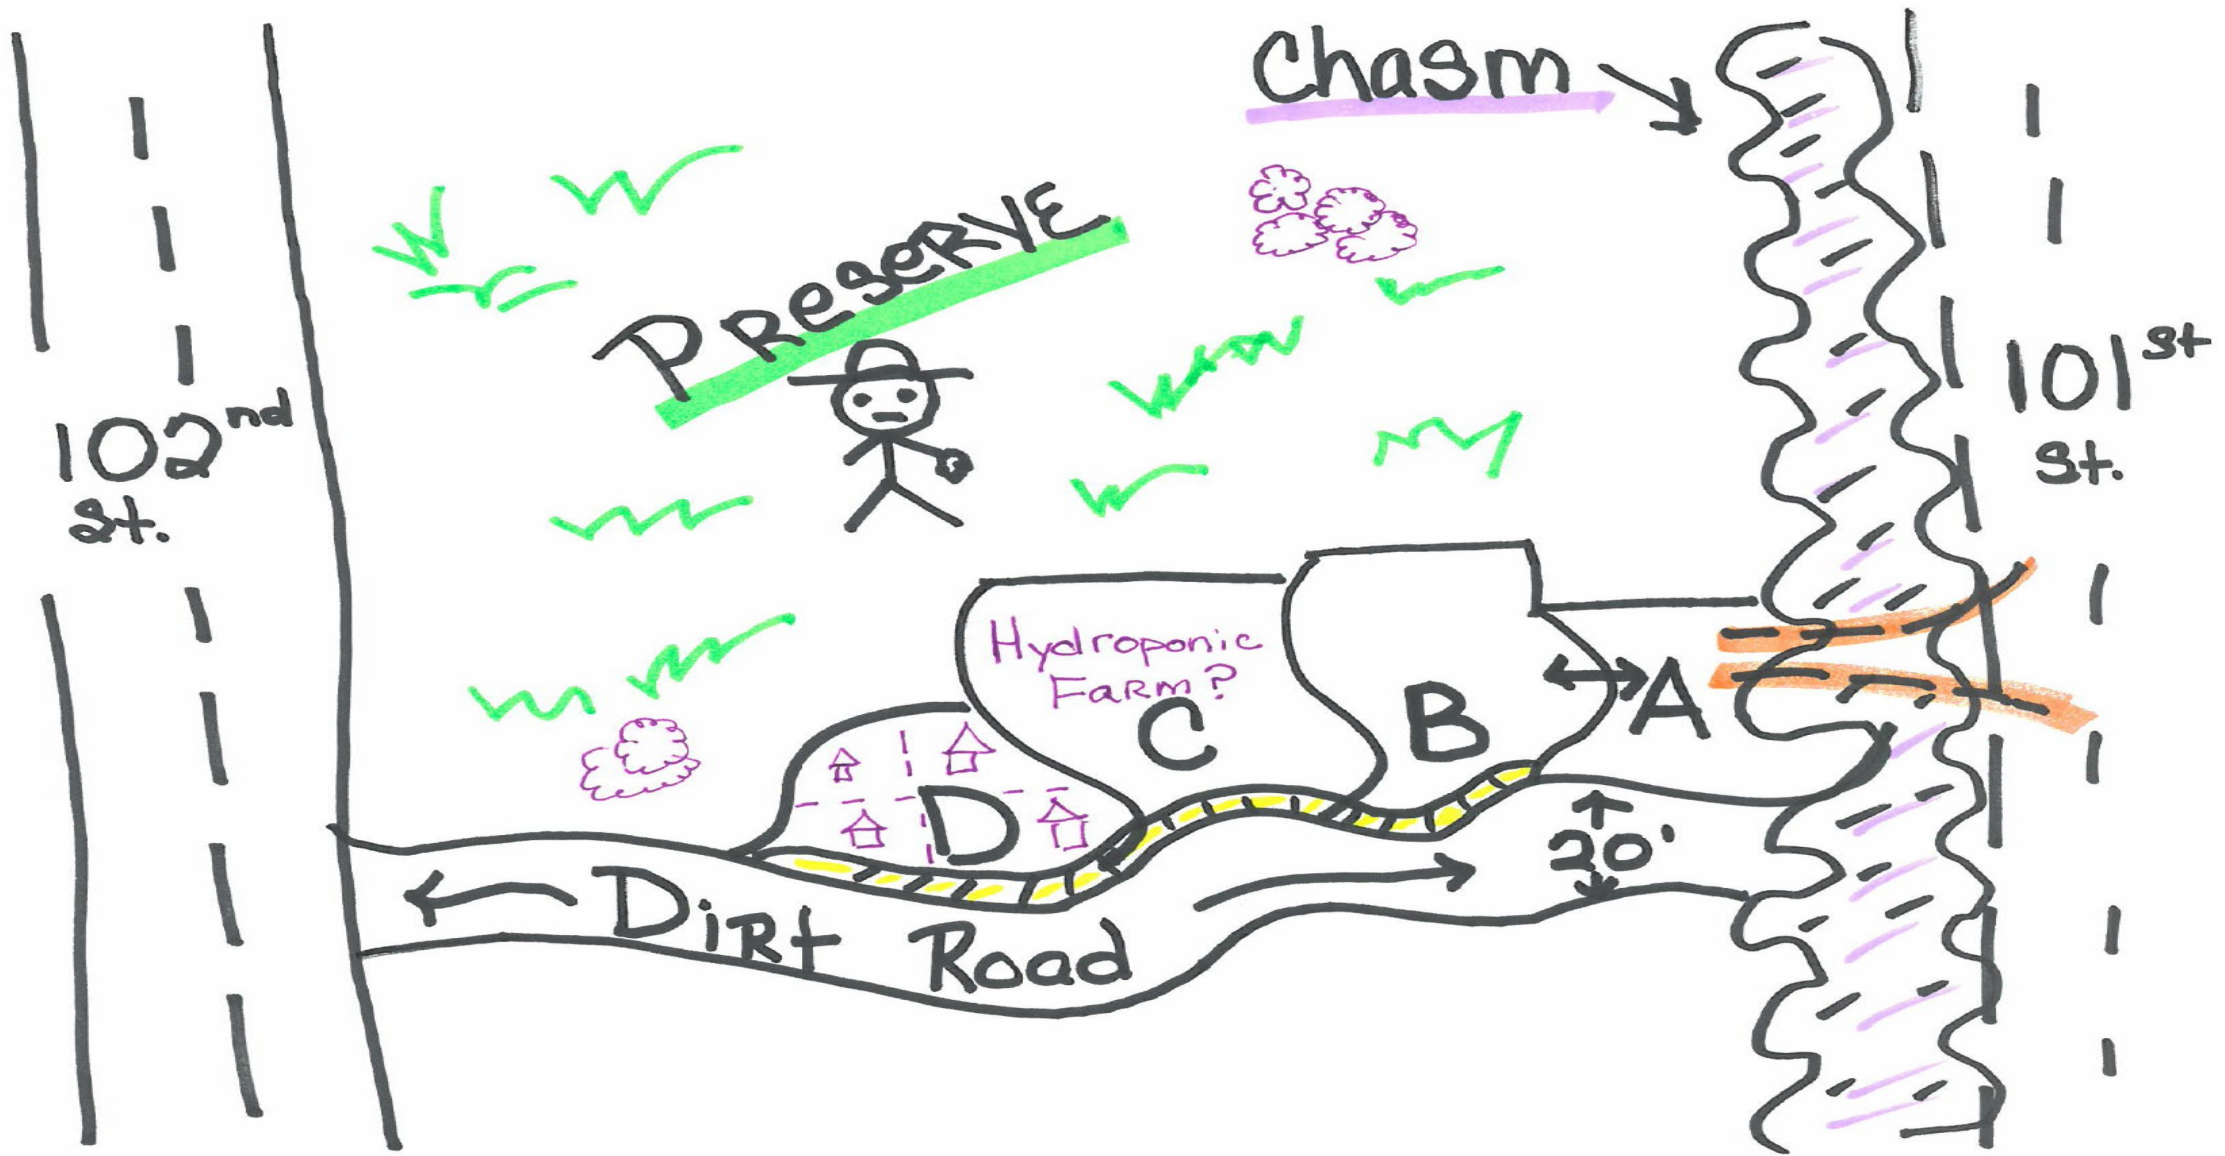 Chasm
PRESERVE
101st
St.
102nd
St.
Hydroponic
Farm?
C
B
A
D
20'
Dirt Road